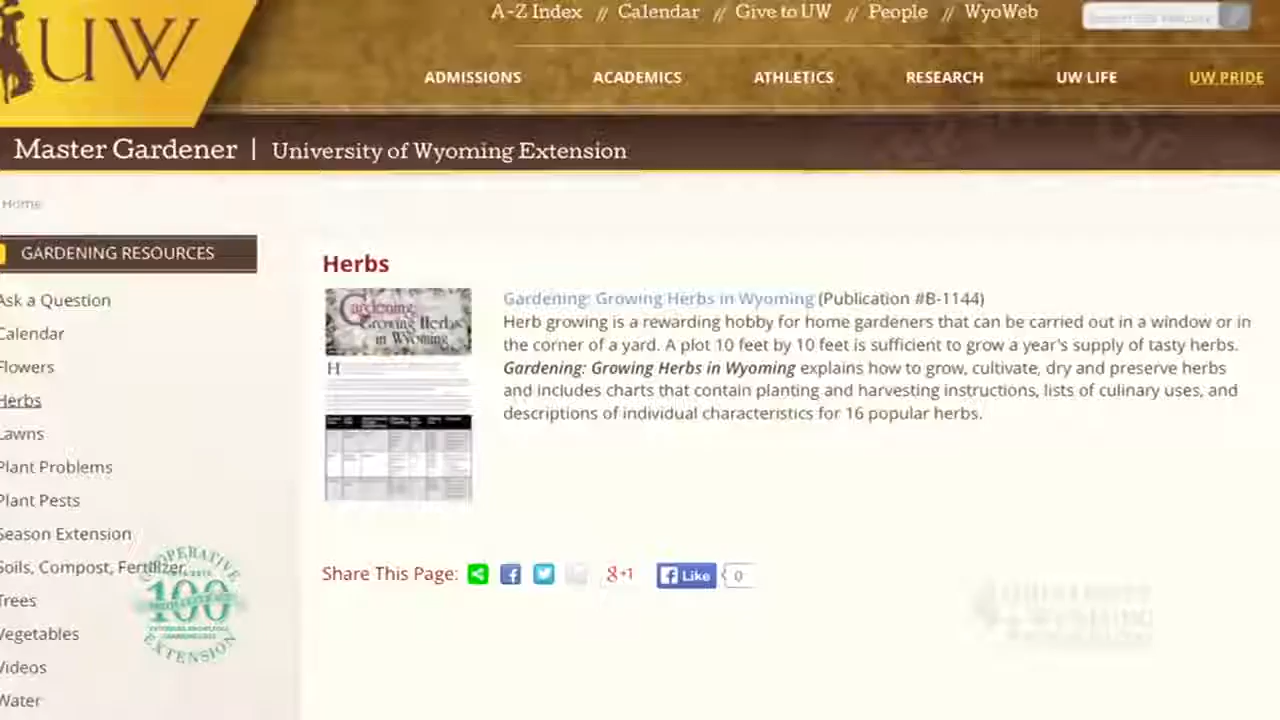 A-Z Index // Calendar // Give to UW // People // WyoWeb
UW
ADMISSIONS ACADEMICS ATHLETICS RESEARCH UW LIFE UW PRIDE
Master Gardener | University of Wyoming Extension
Home
GARDENING RESOURCES
Ask a Question
Calendar
Flowers
Herbs
Lawns
Plant Problems
Plant Pests
Season Extension
Soils, Compost, Fertilizer,
Trees
Vegetables
Videos
Water
COOPERATIVE
100
EXTENSION
Herbs
Gardening:
Growing Herbs
in Wyoming
H
Gardening: Growing Herbs in Wyoming (Publication #B-1144)
Herb growing is a rewarding hobby for home gardeners that can be carried out in a window or in
the corner of a yard. A plot 10 feet by 10 feet is sufficient to grow a year's supply of tasty herbs.
Gardening: Growing Herbs in Wyoming explains how to grow, cultivate, dry and preserve herbs
and includes charts that contain planting and harvesting instructions, lists of culinary uses, and
descriptions of individual characteristics for 16 popular herbs.
Share This Page: g+1 Like 0